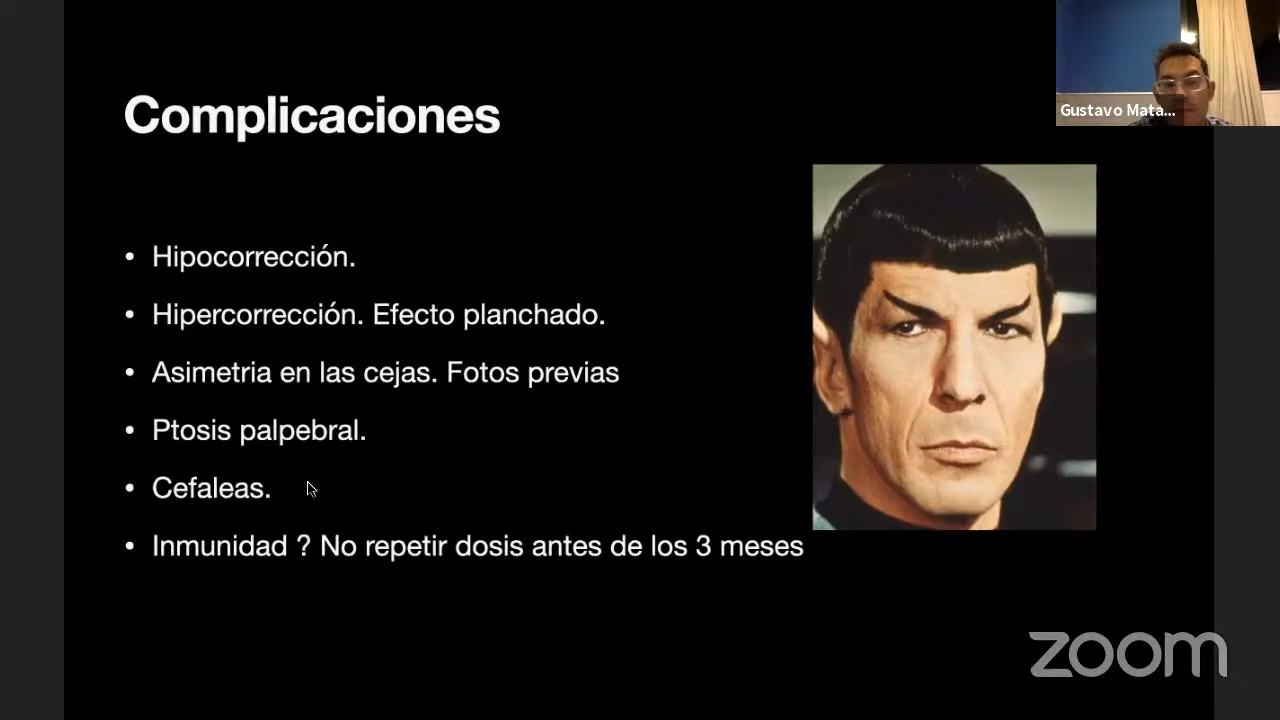 Gustavo Mata...
Complicaciones
• Hipocorrección.
• Hipercorrección. Efecto planchado.
• Asimetria en las cejas. Fotos previas
• Ptosis palpebral.
• Cefaleas.
• Inmunidad ? No repetir dosis antes de los 3 meses
zoom